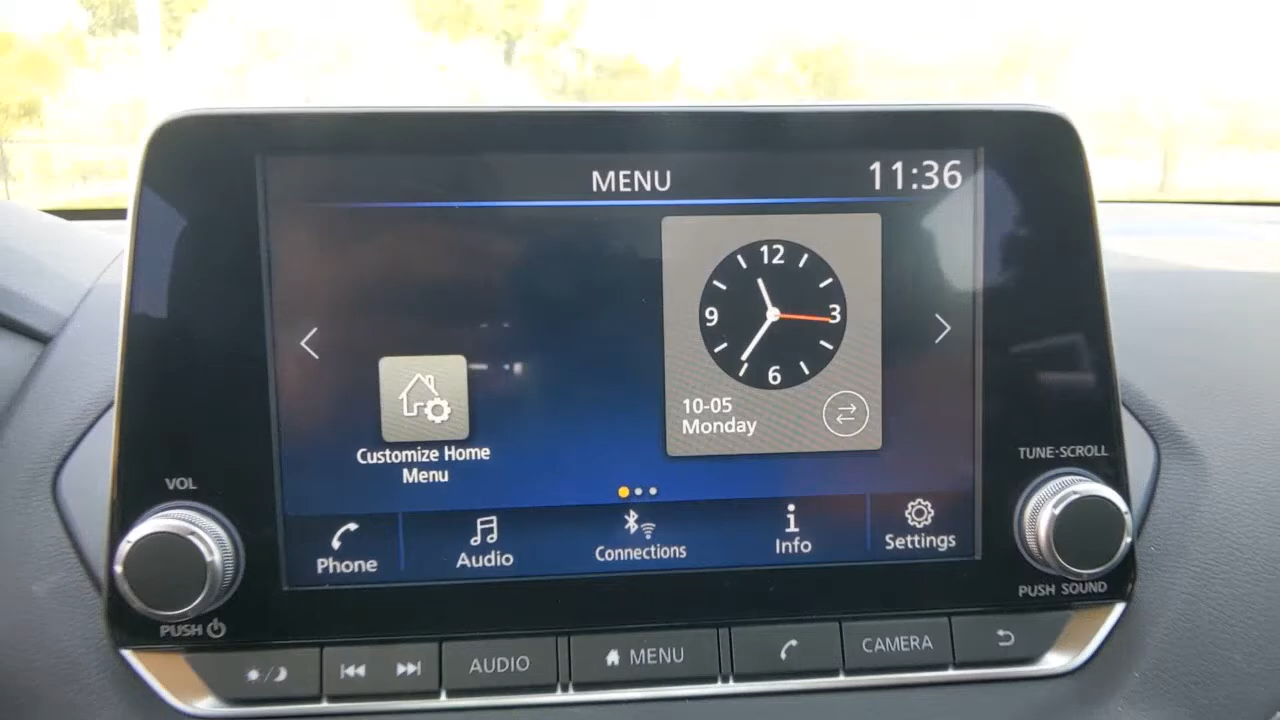 MENU
11:36
12
9
3
6
10-05
Monday
Customize Home
Menu
Phone
Audio
Connections
Info
Settings
VOL
PUSH
TUNE·SCROLL
PUSH SOUND
AUDIO
MENU
CAMERA